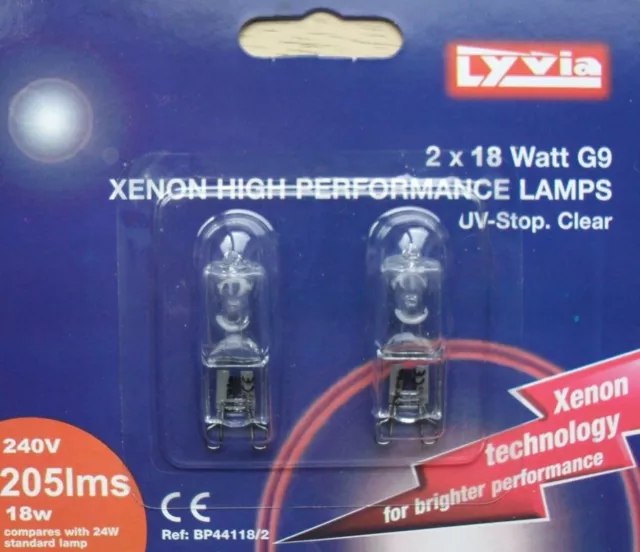 Lyvia
2 x 18 Watt G9
XENON HIGH PERFORMANCE LAMPS
UV-Stop. Clear
Xenon
technology
for brighter performance
240V
205lms
18w
compares with 24W
standard lamp
CE
Ref: BP44118/2